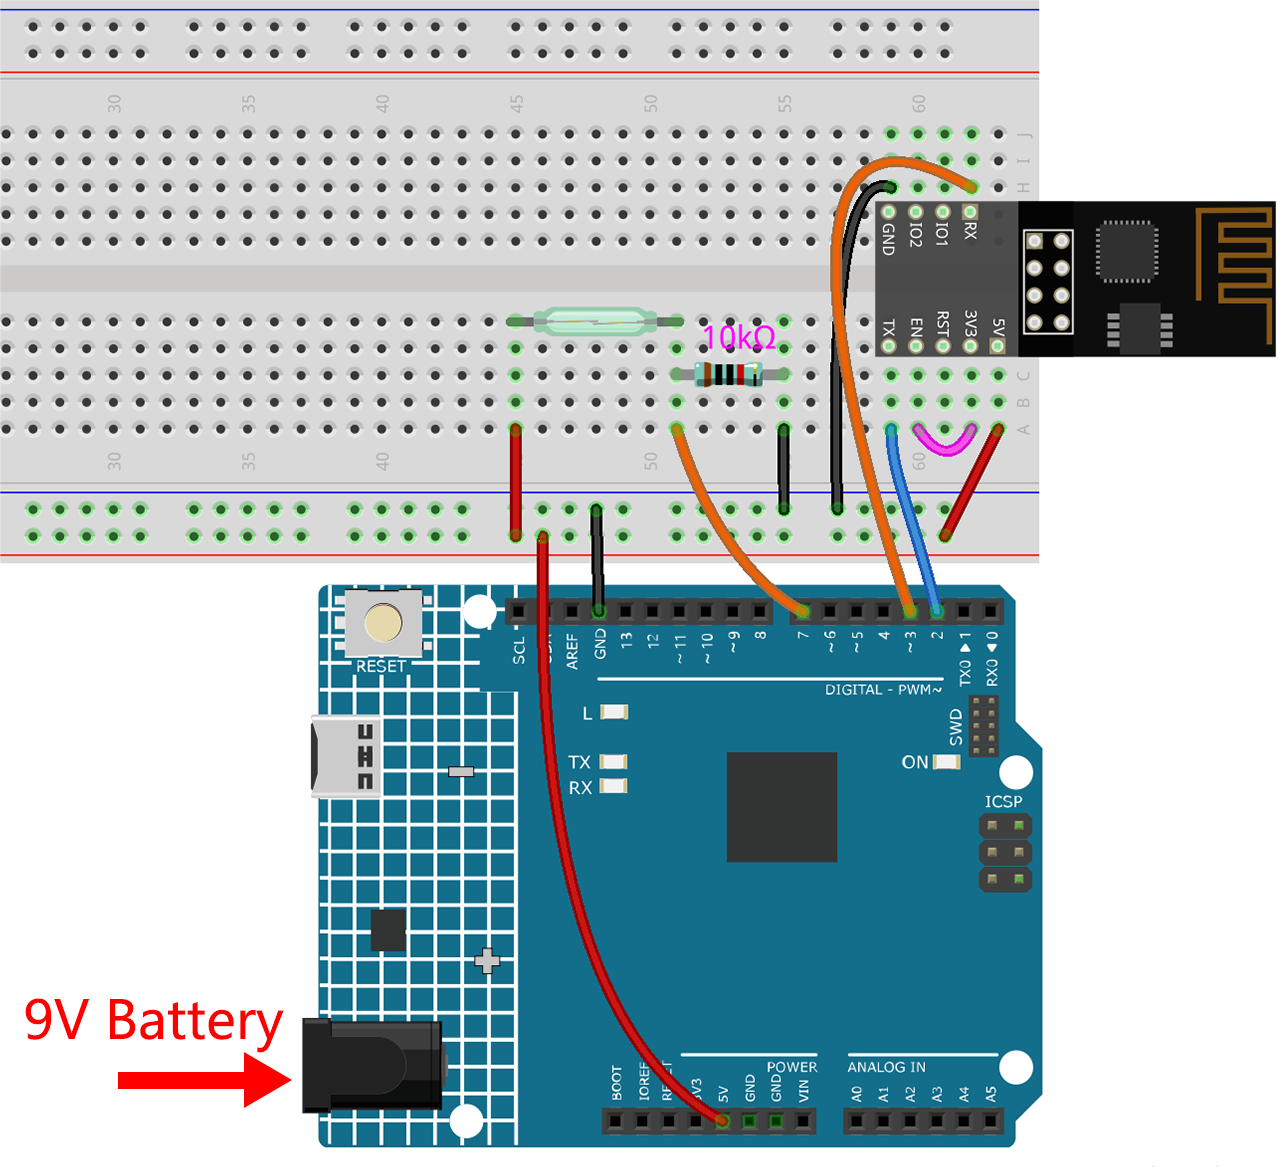 30 35 40 45 50 55 60
J
I
H
GND IO2 IO1 RX
10kΩ
TX EN RST 3V3 5V
C
B
A
30 35 40 50 60
RESET
SCL AREF GND 13 12 ~11 ~10 ~9 8 7 ~6 ~5 4 ~3 2 TX0 ▶ 1 RX0 ◀ 0
DIGITAL - PWM~
L
TX
RX
SWD
ON
ICSP
9V Battery
POWER
ANALOG IN
BOOT IOREF 5V GND GND VIN
A0 A1 A2 A3 A4 A5